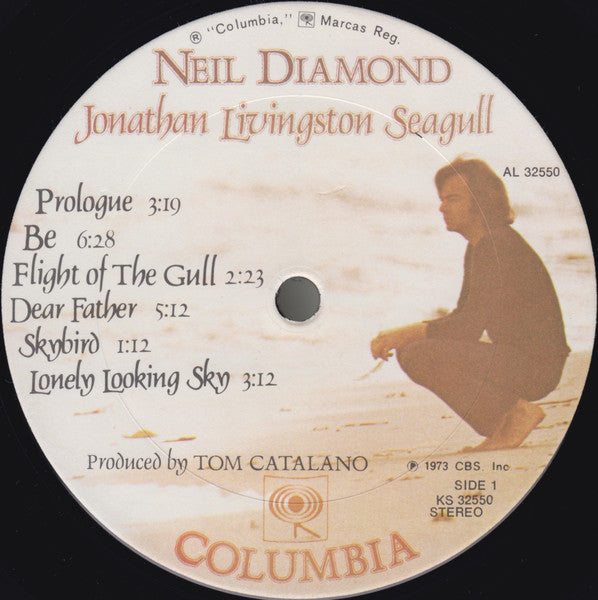 ® "Columbia," Marcas Reg.
NEIL DIAMOND
Jonathan Livingston Seagull
AL 32550
Prologue 3:19
Be 6:28
Flight of The Gull 2:23
Dear Father 5:12
Skybird 1:12
Lonely Looking Sky 3:12
Produced by TOM CATALANO
℗ 1973 CBS. Inc
SIDE 1
KS 32550
STEREO
COLUMBIA